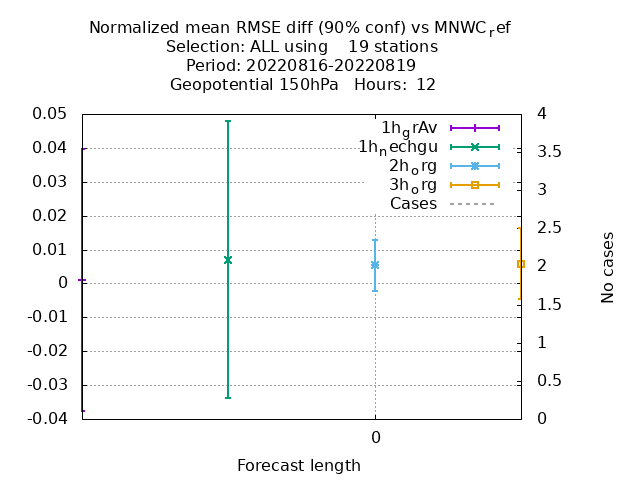 Normalized mean RMSE diff (90% conf) vs MNWC_ref
Selection: ALL using 19 stations
Period: 20220816-20220819
Geopotential 150hPa Hours: 12
0.05
0.04
0.03
0.02
0.01
0
-0.01
-0.02
-0.03
-0.04
4
3.5
3
2.5
2
1.5
1
0.5
0
1h_grAv
1h_nechgu
2h_org
3h_org
Cases
No cases
0
Forecast length